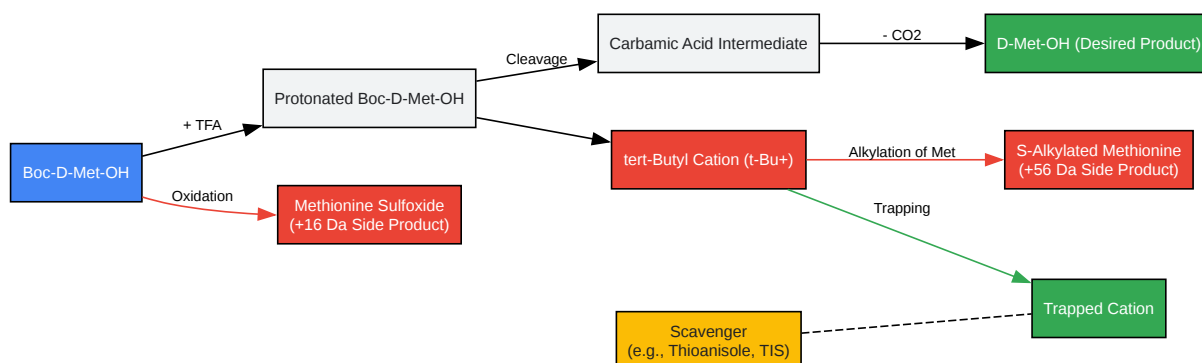 Carbamic Acid Intermediate
- CO2
D-Met-OH (Desired Product)
Cleavage
Protonated Boc-D-Met-OH
+ TFA
Boc-D-Met-OH
tert-Butyl Cation (t-Bu+)
Alkylation of Met
S-Alkylated Methionine
(+56 Da Side Product)
Oxidation
Methionine Sulfoxide
(+16 Da Side Product)
Trapping
Trapped Cation
Scavenger
(e.g., Thioanisole, TIS)